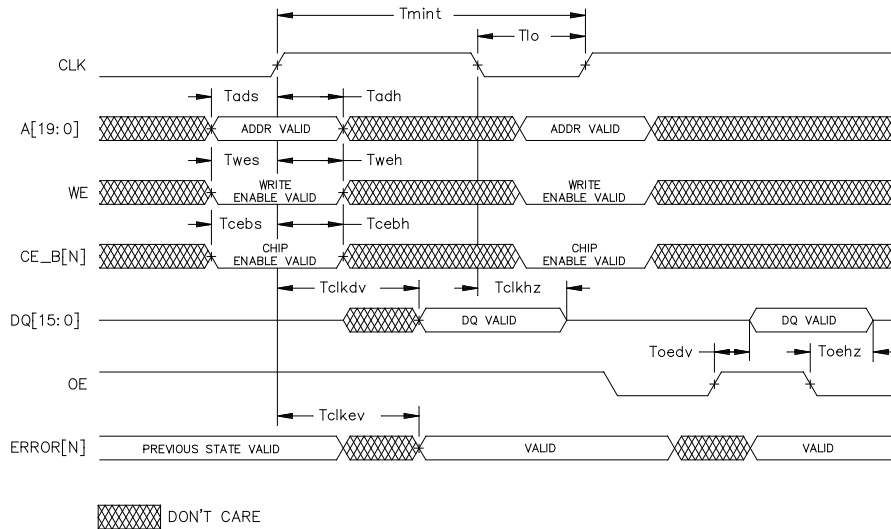 Tmint
Tlo
CLK
Tads
Tadh
A[19:0]
ADDR VALID
ADDR VALID
Twes
Tweh
WE
WRITE
ENABLE VALID
WRITE
ENABLE VALID
Tcebs
Tcebh
CE_B[N]
CHIP
ENABLE VALID
CHIP
ENABLE VALID
Tclkdv
Tclkhz
DQ[15:0]
DQ VALID
DQ VALID
Toedv
Toehz
OE
Tclkev
ERROR[N]
PREVIOUS STATE VALID
VALID
VALID
DON'T CARE